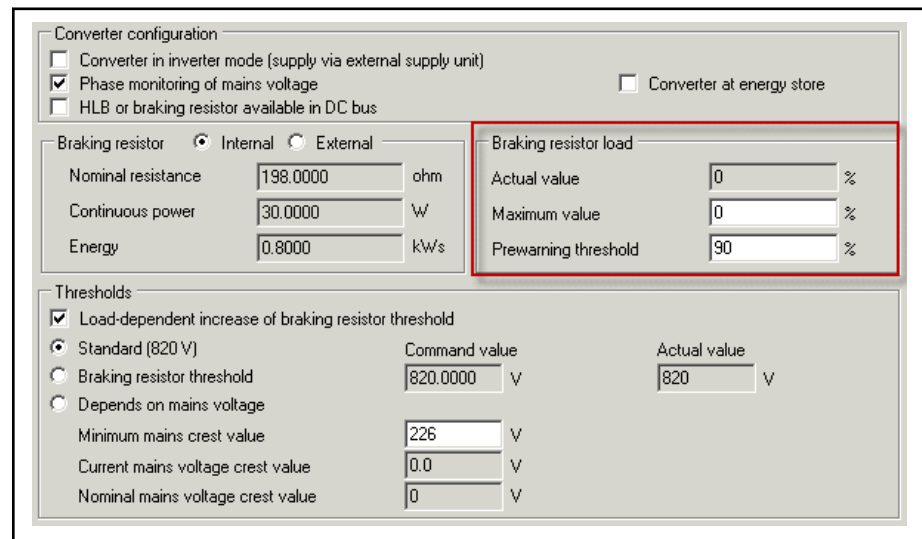 Converter configuration
Converter in inverter mode (supply via external supply unit)
Phase monitoring of mains voltage
Converter at energy store
HLB or braking resistor available in DC bus
Braking resistor Internal External
Nominal resistance 198.0000 ohm
Continuous power 30.0000 W
Energy 0.8000 kWs
Braking resistor load
Actual value 0 %
Maximum value 0 %
Prewarning threshold 90 %
Thresholds
Load-dependent increase of braking resistor threshold
Standard (820 V) Command value Actual value
Braking resistor threshold 820.0000 V 820 V
Depends on mains voltage
Minimum mains crest value 226 V
Current mains voltage crest value 0.0 V
Nominal mains voltage crest value 0 V